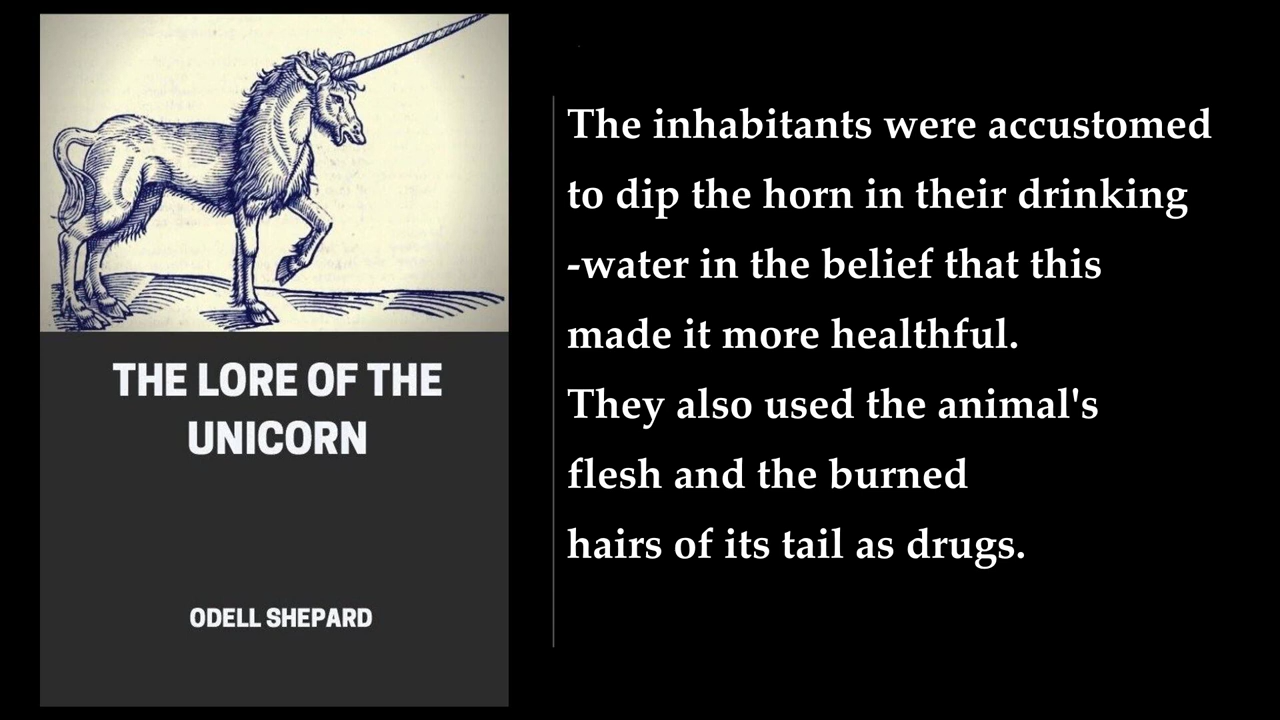 THE LORE OF THE
UNICORN
ODELL SHEPARD
The inhabitants were accustomed
to dip the horn in their drinking
-water in the belief that this
made it more healthful.
They also used the animal's
flesh and the burned
hairs of its tail as drugs.